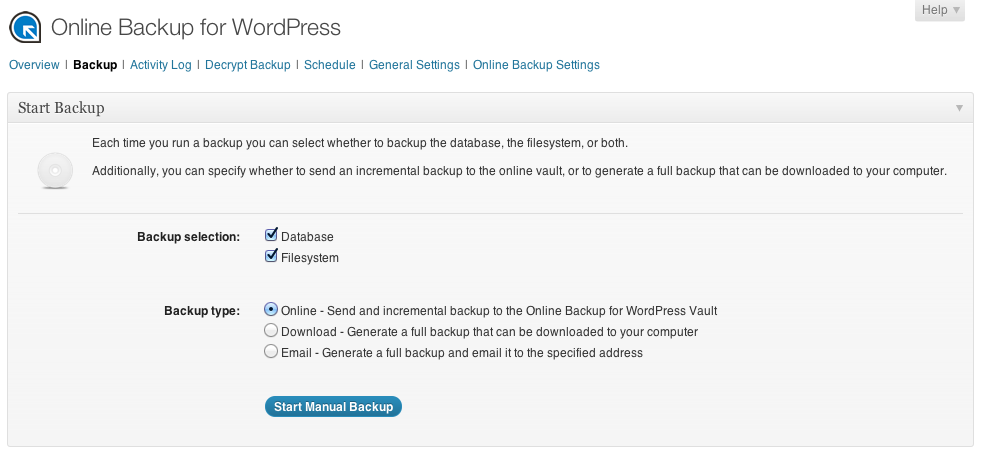 Help
Online Backup for WordPress
Overview | Backup | Activity Log | Decrypt Backup | Schedule | General Settings | Online Backup Settings
Start Backup
Each time you run a backup you can select whether to backup the database, the filesystem, or both.
Additionally, you can specify whether to send an incremental backup to the online vault, or to generate a full backup that can be downloaded to your computer.
Backup selection: Database
Filesystem
Backup type: Online - Send and incremental backup to the Online Backup for WordPress Vault
Download - Generate a full backup that can be downloaded to your computer
Email - Generate a full backup and email it to the specified address
Start Manual Backup